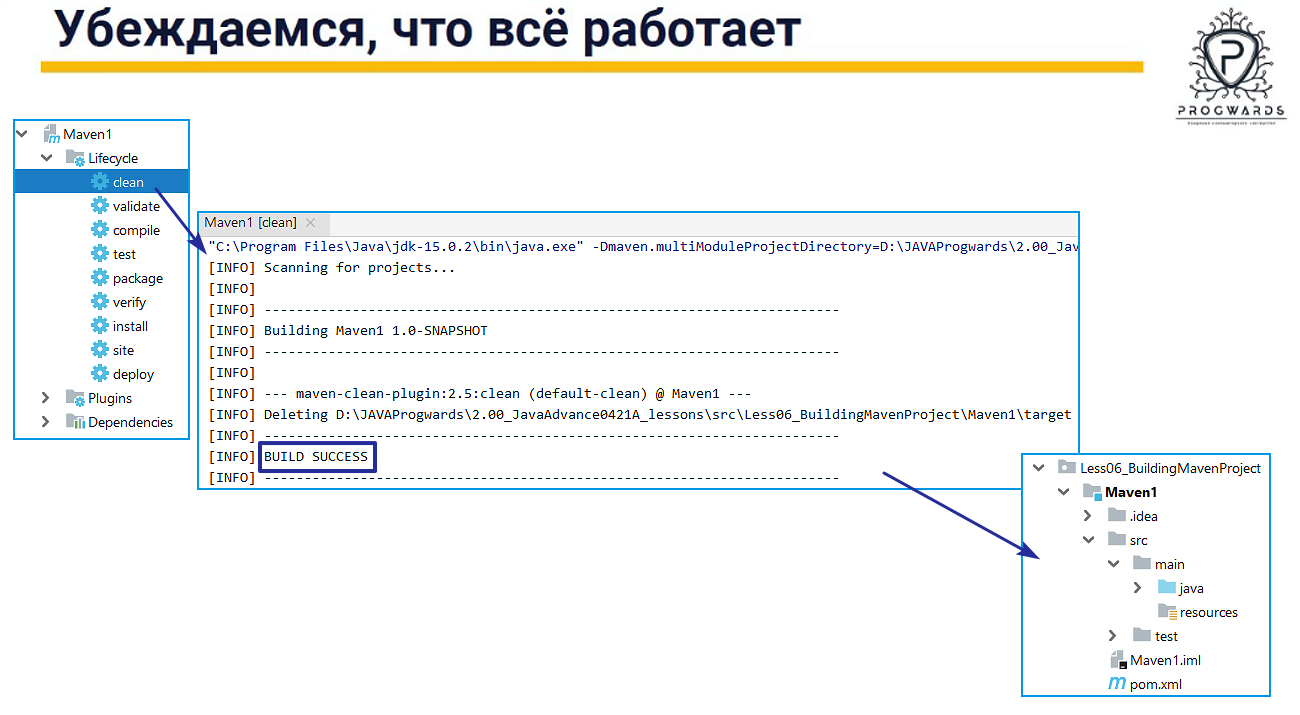 Убеждаемся, что всё работает
PROGWARDS
Maven1
Lifecycle
clean
validate
compile
test
package
verify
install
site
deploy
Plugins
Dependencies
Maven1 [clean]
"C:\Program Files\Java\jdk-15.0.2\bin\java.exe" -Dmaven.multiModuleProjectDirectory=D:\JAVAProgwards\2.00_Jav
[INFO] Scanning for projects...
[INFO]
[INFO] ------------------------------------------------------------------------
[INFO] Building Maven1 1.0-SNAPSHOT
[INFO] ------------------------------------------------------------------------
[INFO]
[INFO] --- maven-clean-plugin:2.5:clean (default-clean) @ Maven1 ---
[INFO] Deleting D:\JAVAProgwards\2.00_JavaAdvance0421A_lessons\src\Less06_BuildingMavenProject\Maven1\target
[INFO] ------------------------------------------------------------------------
[INFO] BUILD SUCCESS
[INFO] ------------------------------------------------------------------------
Less06_BuildingMavenProject
Maven1
.idea
src
main
java
resources
test
Maven1.iml
pom.xml